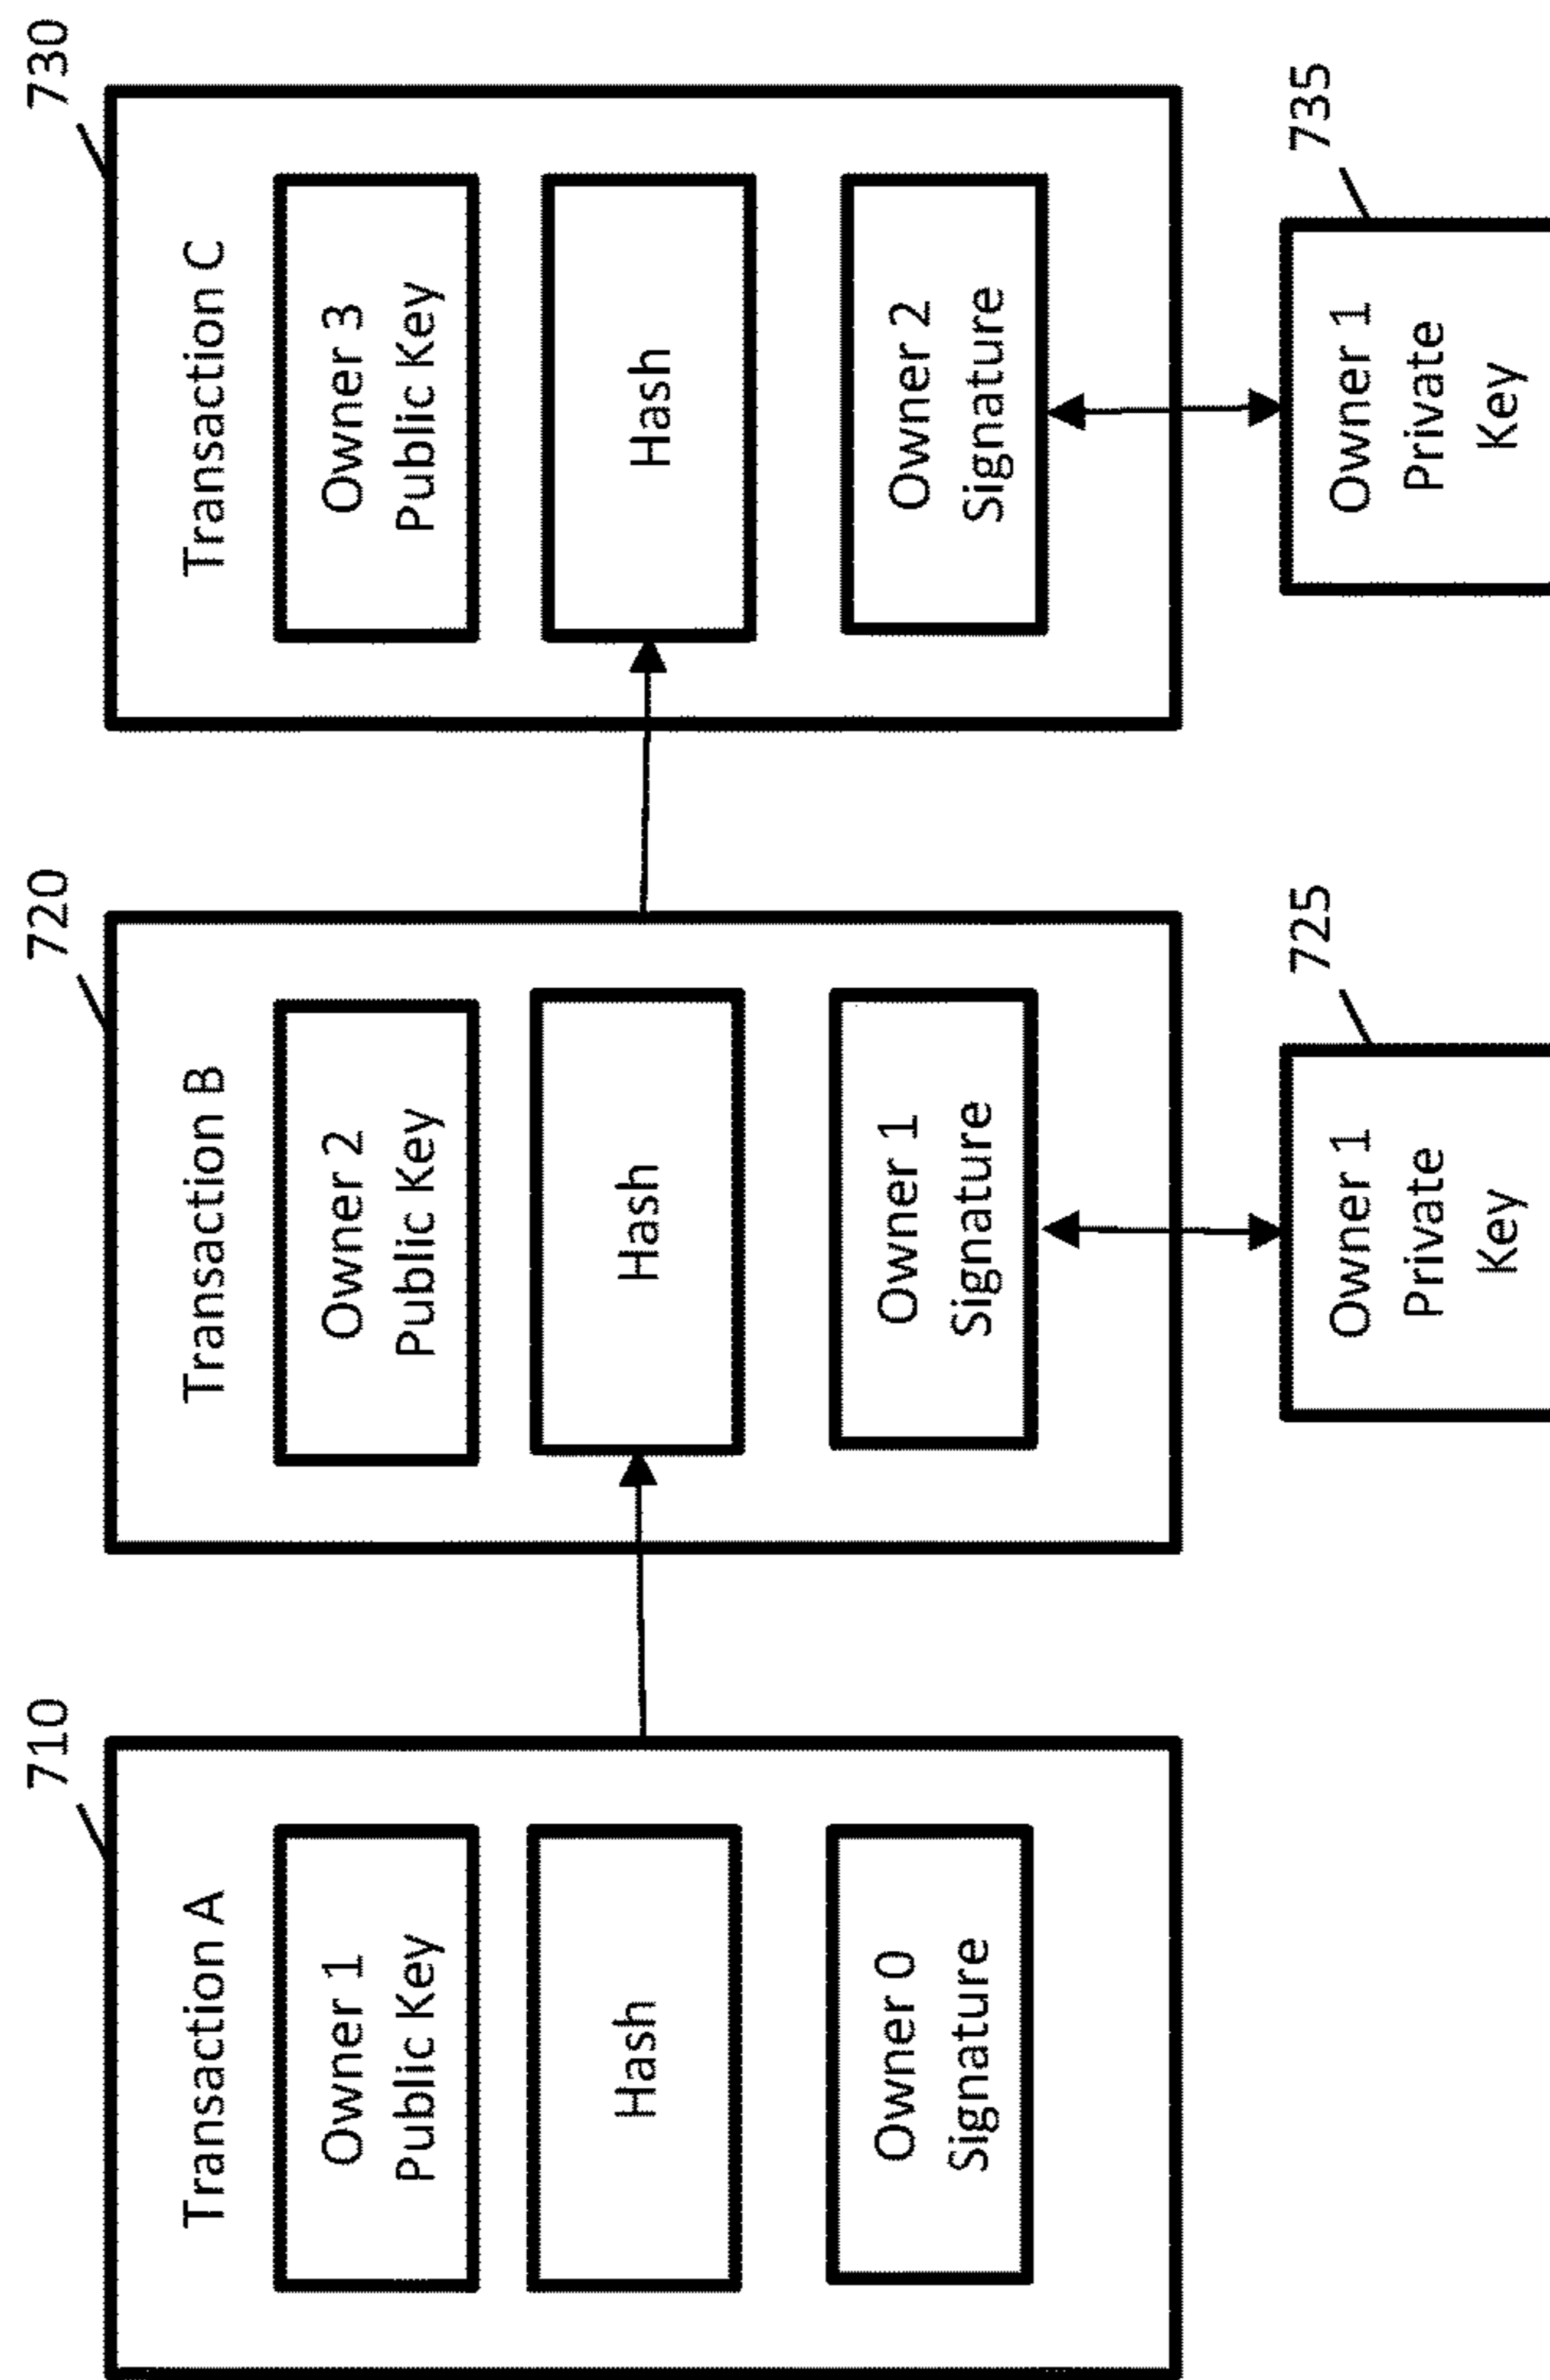 710
Transaction A
Owner 1
Public Key
Hash
Owner 0
Signature
720
Transaction B
Owner 2
Public Key
Hash
Owner 1
Signature
725
Owner 1
Private
Key
730
Transaction C
Owner 3
Public Key
Hash
Owner 2
Signature
735
Owner 1
Private
Key